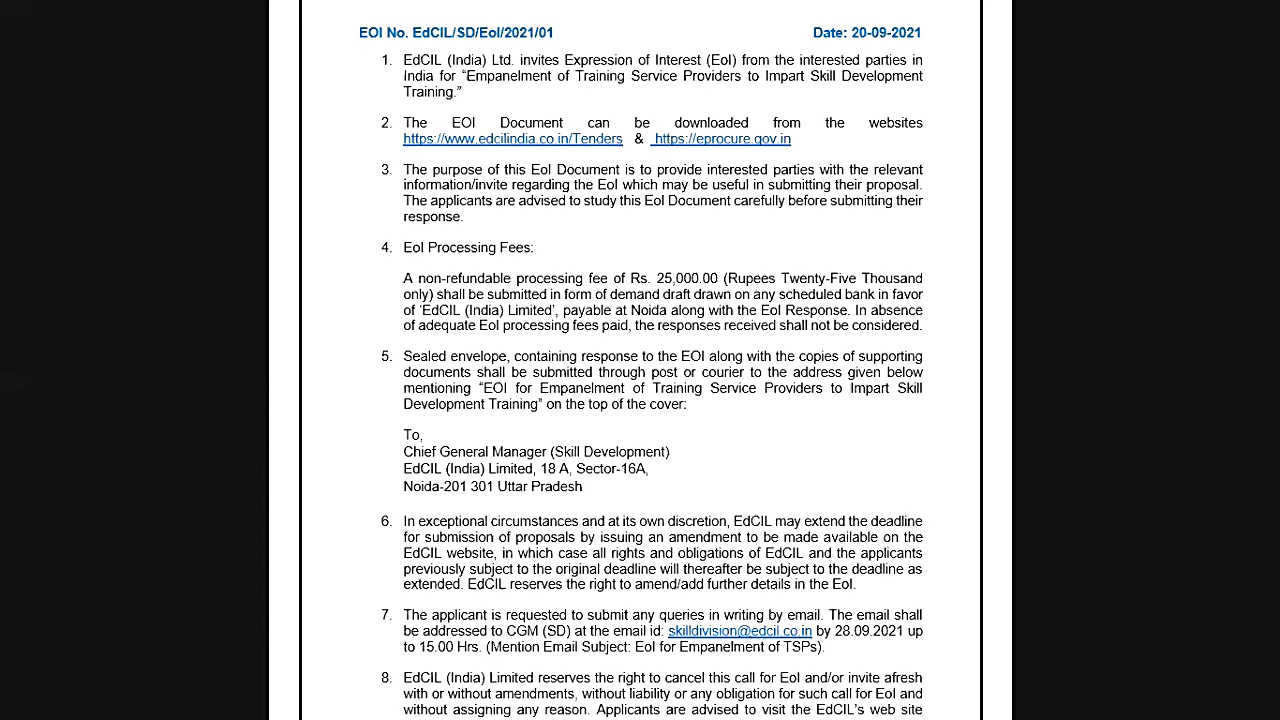 EOI No. EdCIL/SD/EoI/2021/01 Date: 20-09-2021
1. EdCIL (India) Ltd. invites Expression of Interest (EoI) from the interested parties in
India for “Empanelment of Training Service Providers to Impart Skill Development
Training.”
2. The EOI Document can be downloaded from the websites
https://www.edcilindia.co.in/Tenders & https://eprocure.gov.in
3. The purpose of this EoI Document is to provide interested parties with the relevant
information/invite regarding the EoI which may be useful in submitting their proposal.
The applicants are advised to study this EoI Document carefully before submitting their
response.
4. EoI Processing Fees:
A non-refundable processing fee of Rs. 25,000.00 (Rupees Twenty-Five Thousand
only) shall be submitted in form of demand draft drawn on any scheduled bank in favor
of ‘EdCIL (India) Limited’, payable at Noida along with the EoI Response. In absence
of adequate EoI processing fees paid, the responses received shall not be considered.
5. Sealed envelope, containing response to the EOI along with the copies of supporting
documents shall be submitted through post or courier to the address given below
mentioning “EOI for Empanelment of Training Service Providers to Impart Skill
Development Training” on the top of the cover:
To,
Chief General Manager (Skill Development)
EdCIL (India) Limited, 18 A, Sector-16A,
Noida-201 301 Uttar Pradesh
6. In exceptional circumstances and at its own discretion, EdCIL may extend the deadline
for submission of proposals by issuing an amendment to be made available on the
EdCIL website, in which case all rights and obligations of EdCIL and the applicants
previously subject to the original deadline will thereafter be subject to the deadline as
extended. EdCIL reserves the right to amend/add further details in the EoI.
7. The applicant is requested to submit any queries in writing by email. The email shall
be addressed to CGM (SD) at the email id: skilldivision@edcil.co.in by 28.09.2021 up
to 15.00 Hrs. (Mention Email Subject: EoI for Empanelment of TSPs).
8. EdCIL (India) Limited reserves the right to cancel this call for EoI and/or invite afresh
with or without amendments, without liability or any obligation for such call for EoI and
without assigning any reason. Applicants are advised to visit the EdCIL’s web site